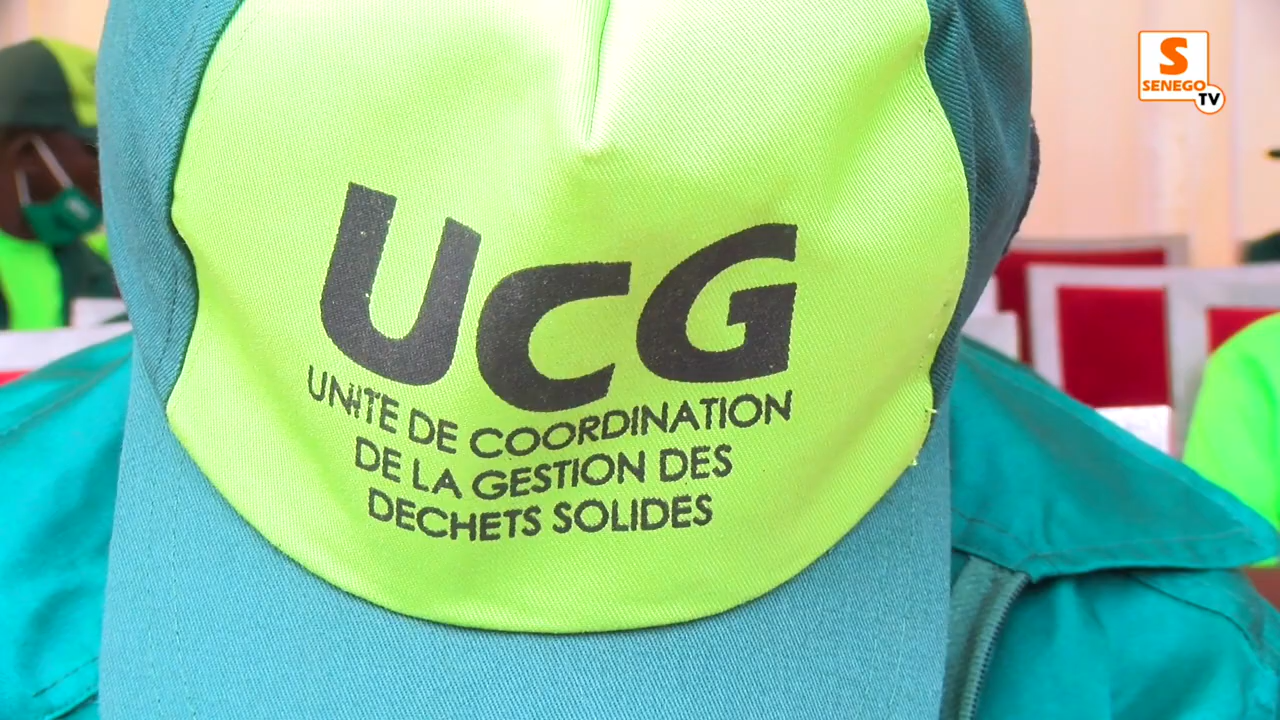 UCG
UNITE DE COORDINATION
DE LA GESTION DES
DECHETS SOLIDES
S
SENEGO
TV